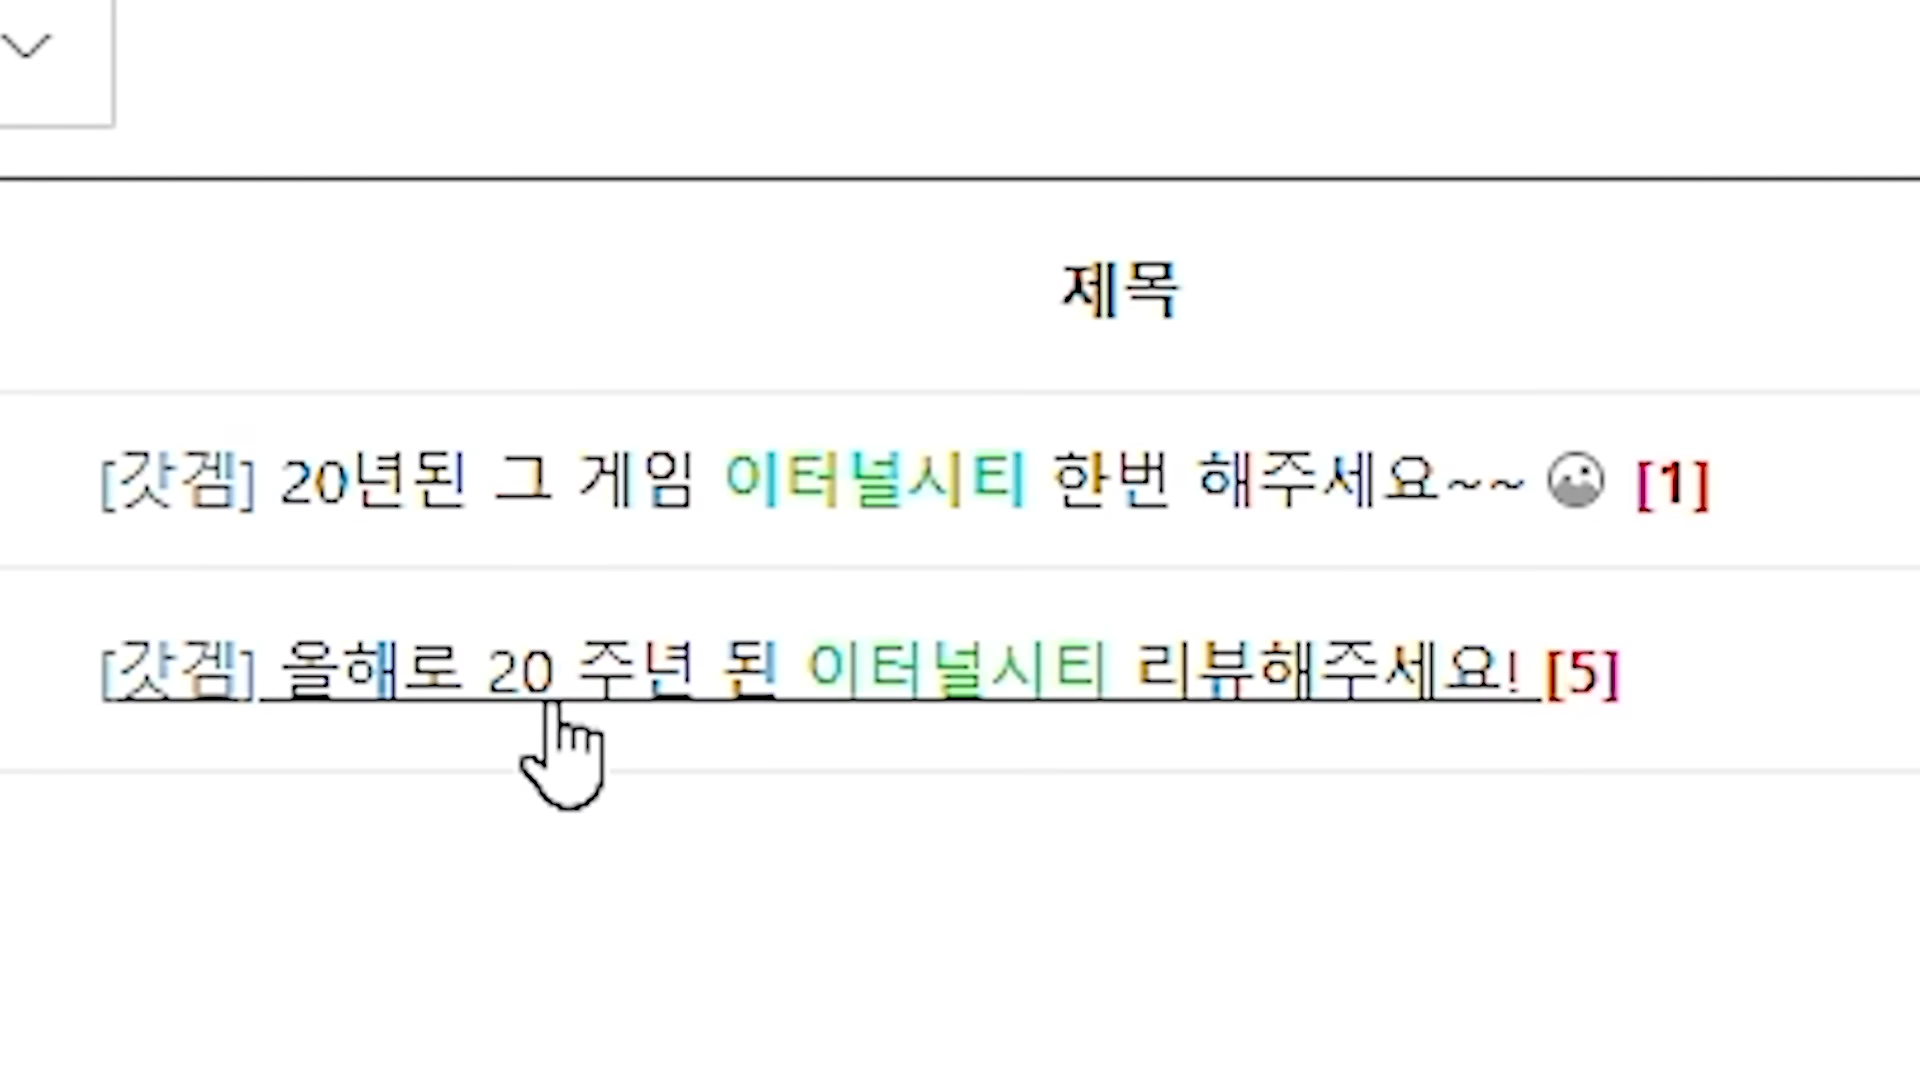 제목
[갓겜] 20년된 그 게임 이터널시티 한번 해주세요~~ [1]
[갓겜] 올해로 20 주년 된 이터널시티 리뷰해주세요! [5]